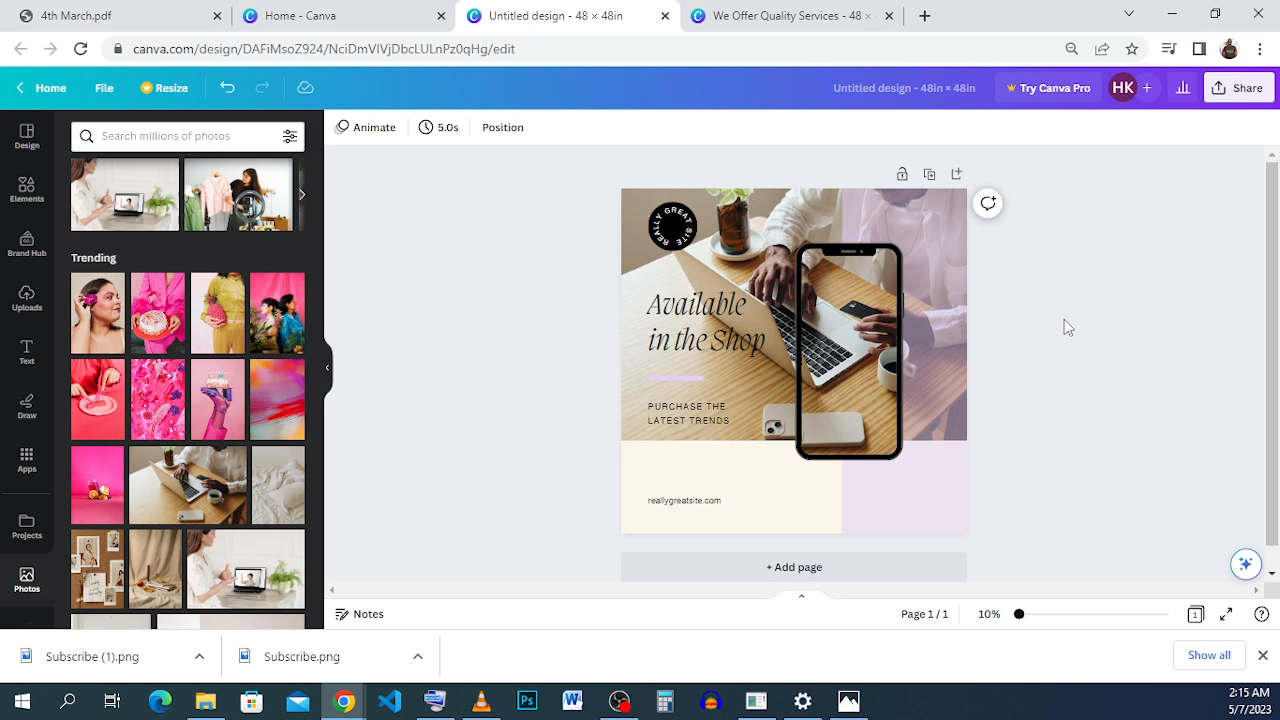 4th March.pdf
Home - Canva
Untitled design - 48 × 48in
We Offer Quality Services - 48 ×
canva.com/design/DAFiMsoZ924/NciDmVIVjDbcLULnPz0qHg/edit
Home
File
Resize
Untitled design - 48in × 48in
Try Canva Pro
HK
Share
Design
Elements
Brand Hub
Uploads
Text
Draw
Apps
Projects
Photos
Search millions of photos
Trending
Animate
5.0s
Position
REALLY GREAT SITE
Available
in the Shop
PURCHASE THE
LATEST TRENDS
reallygreatsite.com
+ Add page
Notes
Page 1 / 1
10%
1
Subscribe (1).png
Subscribe.png
Show all
2:15 AM
5/7/2023